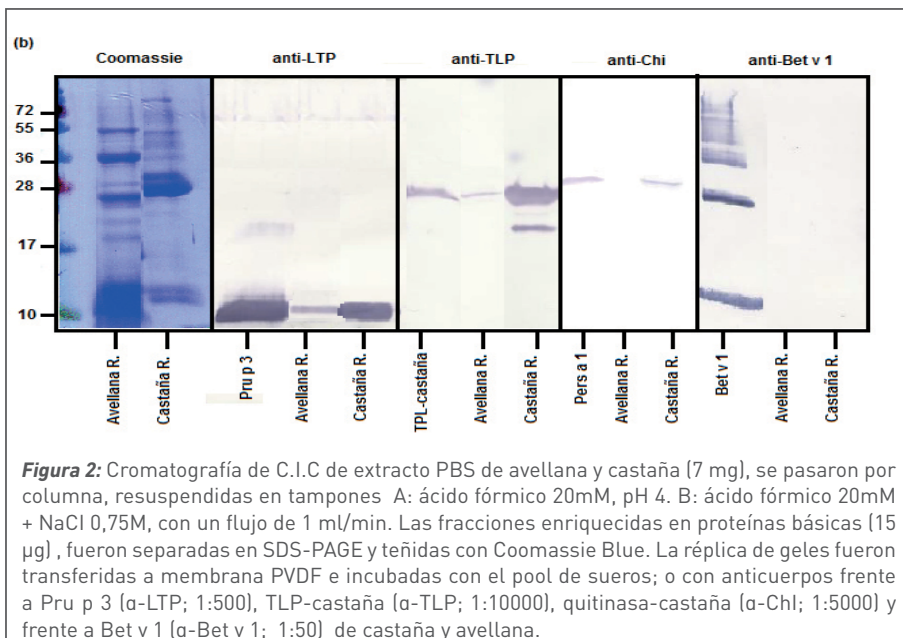 (b)
Coomassie
anti-LTP
anti-TLP
anti-Chi
anti-Bet v 1
72
55
36
28
17
10
Avellana R.
Castaña R.
Pru p 3
Avellana R.
Castaña R.
TPL-castaña
Avellana R.
Castaña R.
Pers a 1
Avellana R.
Castaña R.
Bet v 1
Avellana R.
Castaña R.
Figura 2: Cromatografía de C.I.C de extracto PBS de avellana y castaña (7 mg), se pasaron por
columna, resuspendidas en tampones A: ácido fórmico 20mM, pH 4. B: ácido fórmico 20mM
+ NaCl 0,75M, con un flujo de 1 ml/min. Las fracciones enriquecidas en proteínas básicas (15
µg) , fueron separadas en SDS-PAGE y teñidas con Coomassie Blue. La réplica de geles fueron
transferidas a membrana PVDF e incubadas con el pool de sueros; o con anticuerpos frente
a Pru p 3 (α-LTP; 1:500), TLP-castaña (α-TLP; 1:10000), quitinasa-castaña (α-ChI; 1:5000) y
frente a Bet v 1 (α-Bet v 1; 1:50) de castaña y avellana.